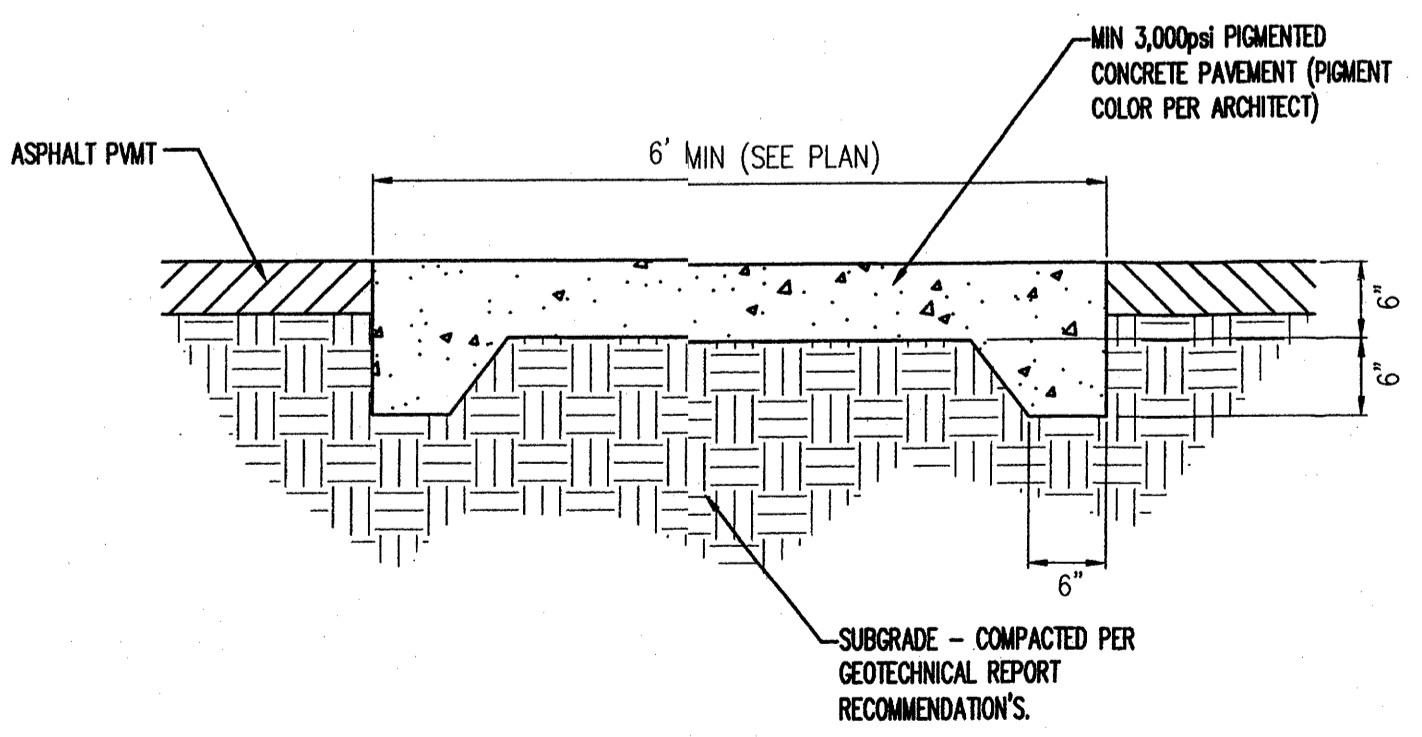 MIN 3,000psi PIGMENTED
CONCRETE PAVEMENT (PIGMENT
COLOR PER ARCHITECT)
ASPHALT PVMT
6' MIN (SEE PLAN)
6"
6"
6"
SUBGRADE - COMPACTED PER
GEOTECHNICAL REPORT
RECOMMENDATION'S.